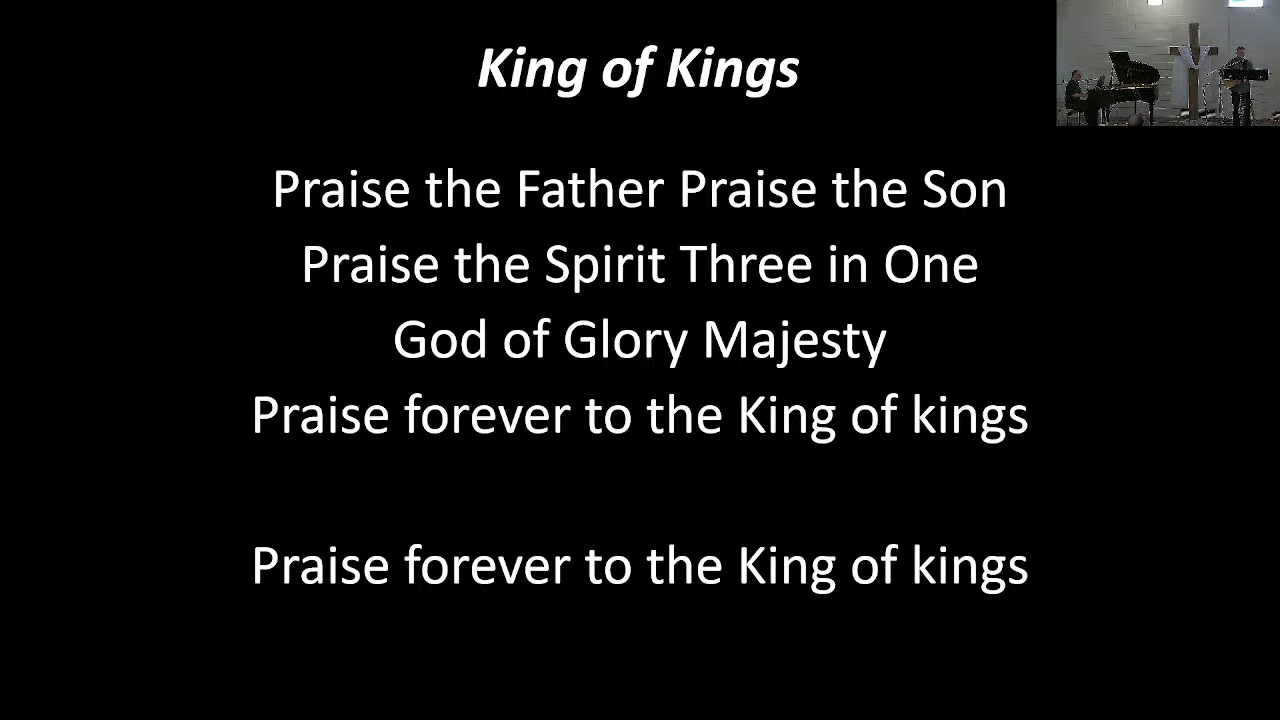 King of Kings
Praise the Father Praise the Son
Praise the Spirit Three in One
God of Glory Majesty
Praise forever to the King of kings
Praise forever to the King of kings